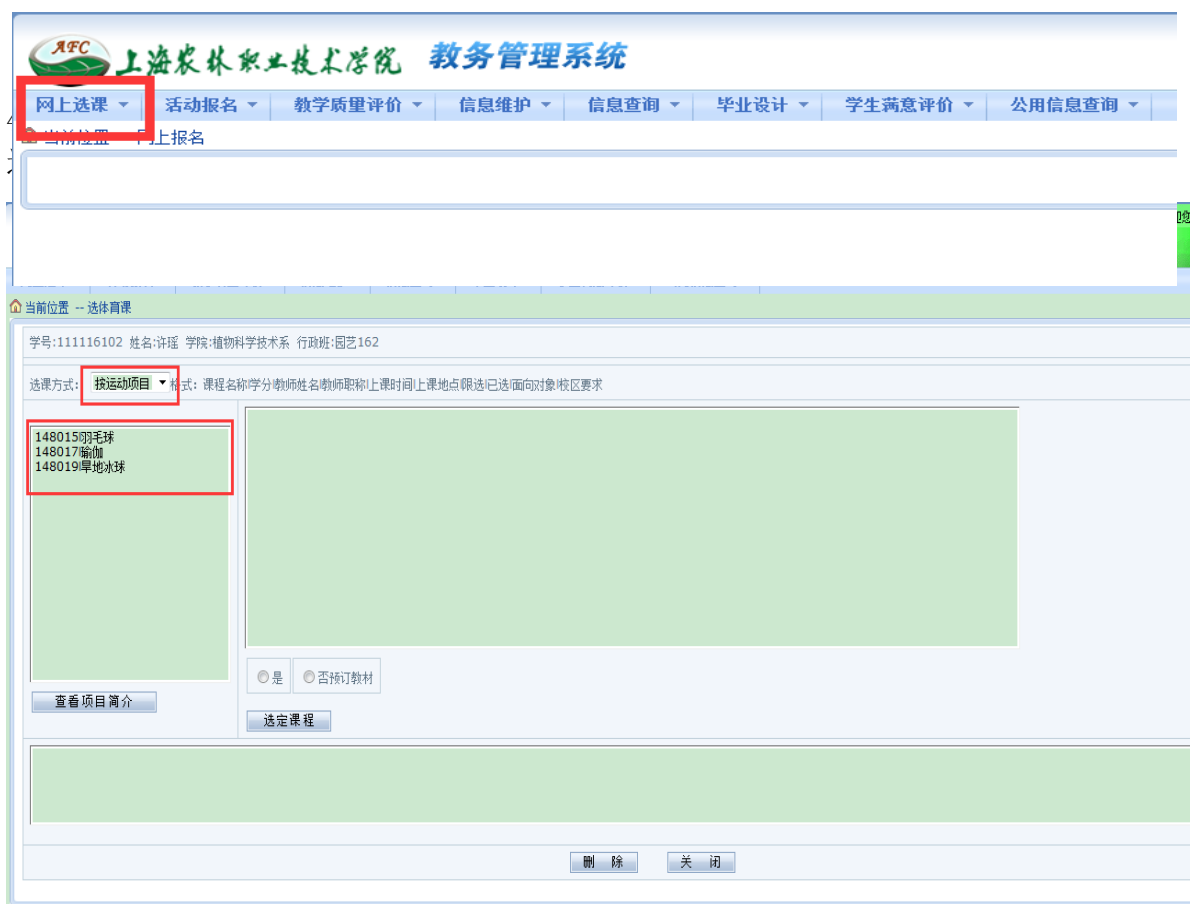 AFC 上海农林职业技术学院 教务管理系统
网上选课 活动报名 教学质里评价 信息维护 信息查询 毕业设计 学生满意评价 公用信息查询
当前位置 网上报名
当前位置 -- 选体育课
学号:111116102 姓名:许瑶 学院:植物科学技术系 行政班:园艺162
选课方式: 按运动项目 格式: 课程名称|学分|教师姓名|教师职称|上课时间|上课地点|限选|已选|面向对象|校区要求
148015|羽毛球
148017|瑜伽
148019|旱地冰球
是 否预订教材
查看项目简介
选定课程
删 除 关 闭